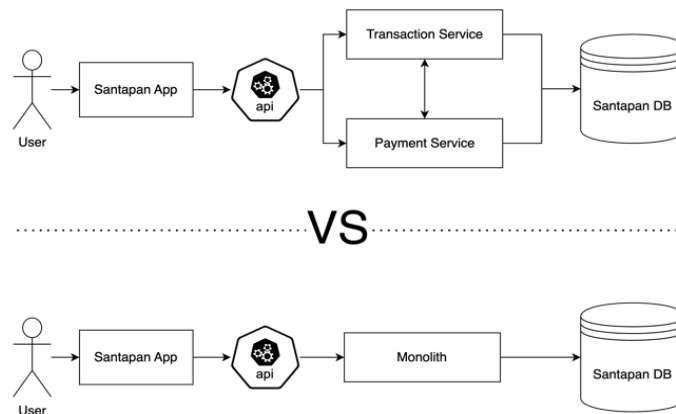 Transaction Service
Santapan App
api
Santapan DB
User
Payment Service
VS
Santapan App
api
Monolith
Santapan DB
User